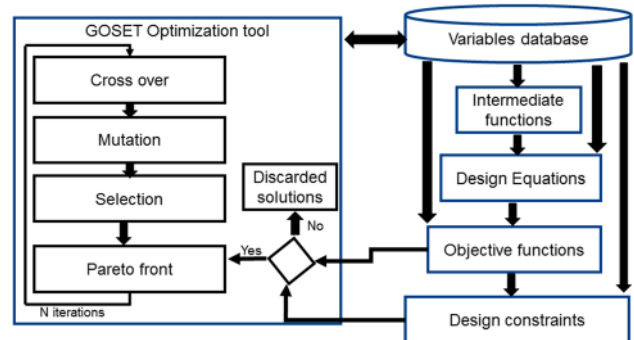 GOSET Optimization tool
Cross over
Mutation
Selection
Pareto front
N iterations
Yes
No
Discarded
solutions
Variables database
Intermediate
functions
Design Equations
Objective functions
Design constraints